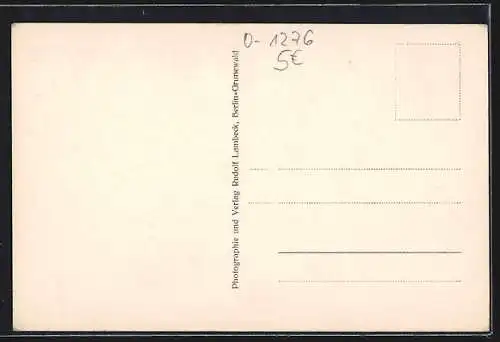 0-1276
5€
Photographie und Verlag Rudolf Lambeck, Berlin-Grunewald